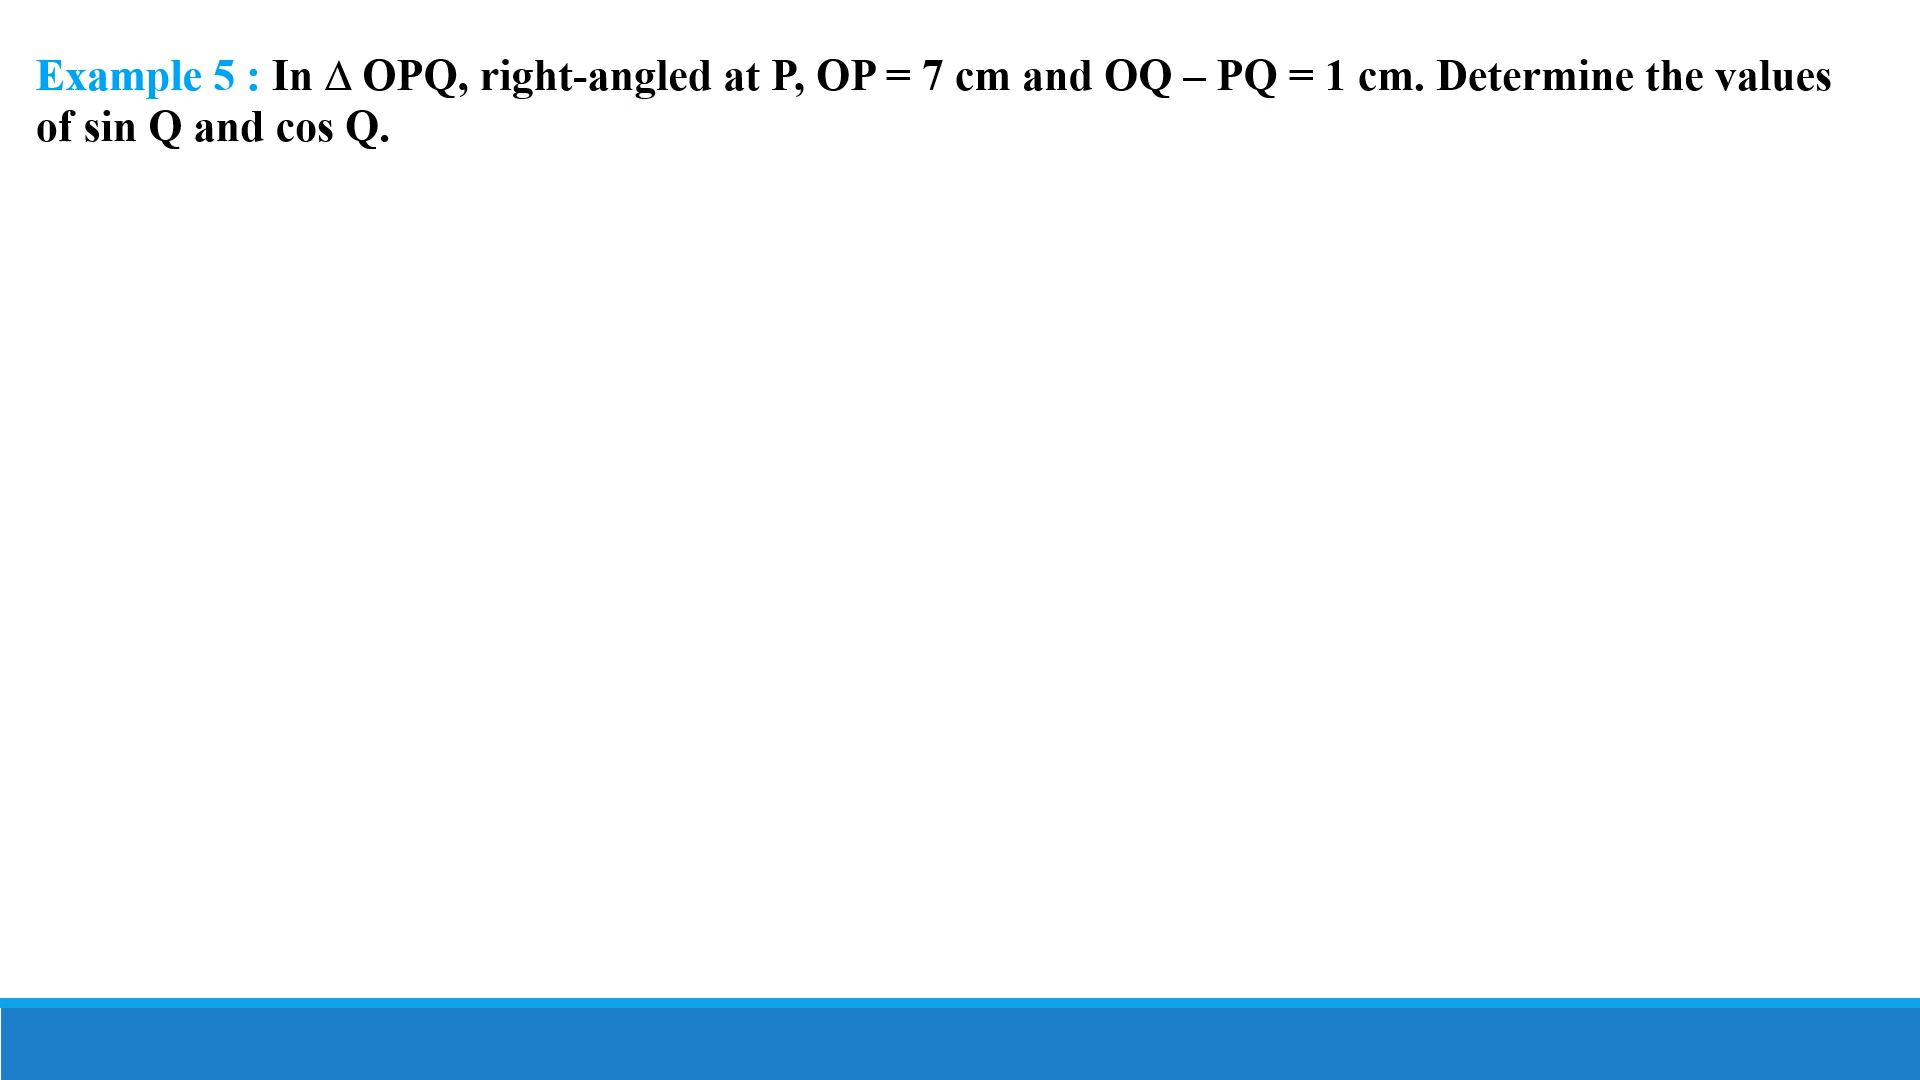 Example 5 : In ∆ OPQ, right-angled at P, OP = 7 cm and OQ – PQ = 1 cm. Determine the values
of sin Q and cos Q.